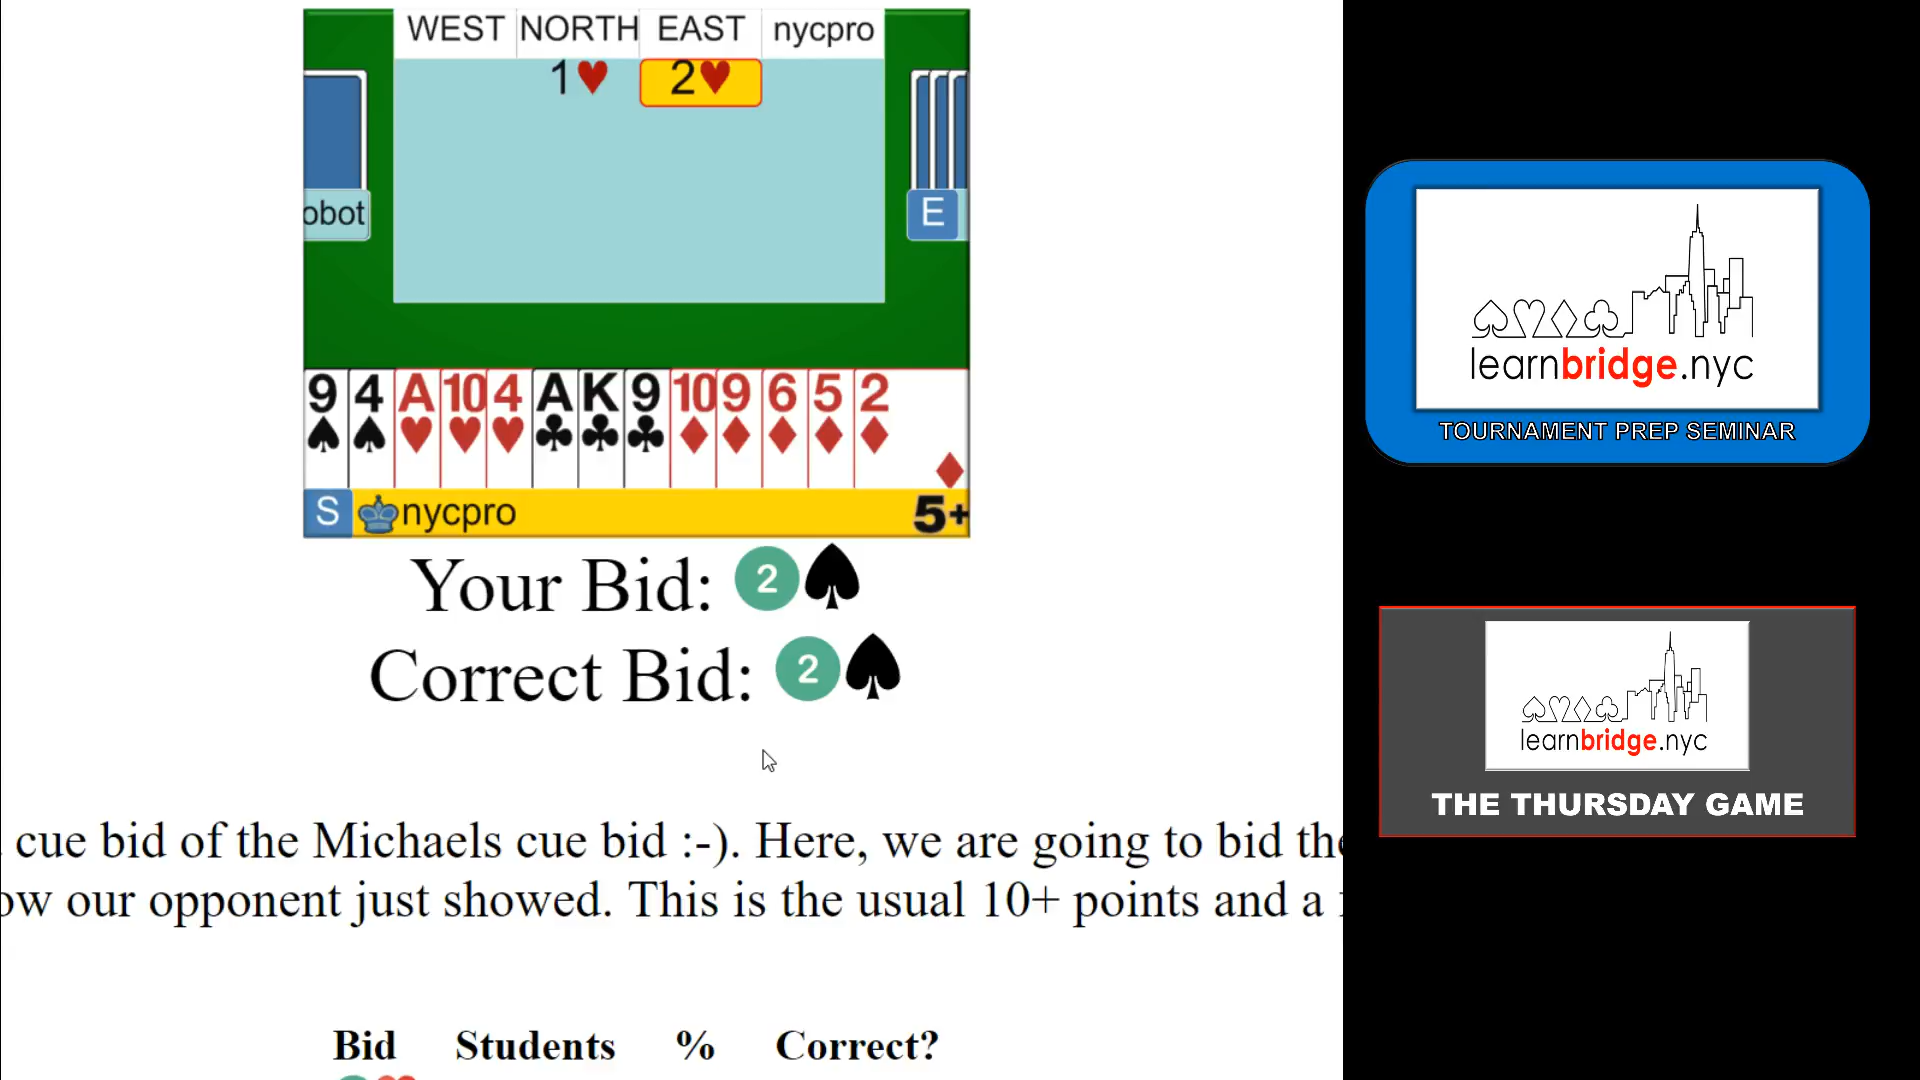 WEST NORTH EAST nycpro
1♥ 2♥
obot
E
9 4 A 10 4 A K 9 10 9 6 5 2
♠ ♠ ♥ ♥ ♥ ♣ ♣ ♣ ♦ ♦ ♦ ♦ ♦
S nycpro 5+
Your Bid: 2♠
Correct Bid: 2♠
cue bid of the Michaels cue bid :-). Here, we are going to bid the
ow our opponent just showed. This is the usual 10+ points and a
Bid Students % Correct?
learnbridge.nyc
TOURNAMENT PREP SEMINAR
learnbridge.nyc
THE THURSDAY GAME